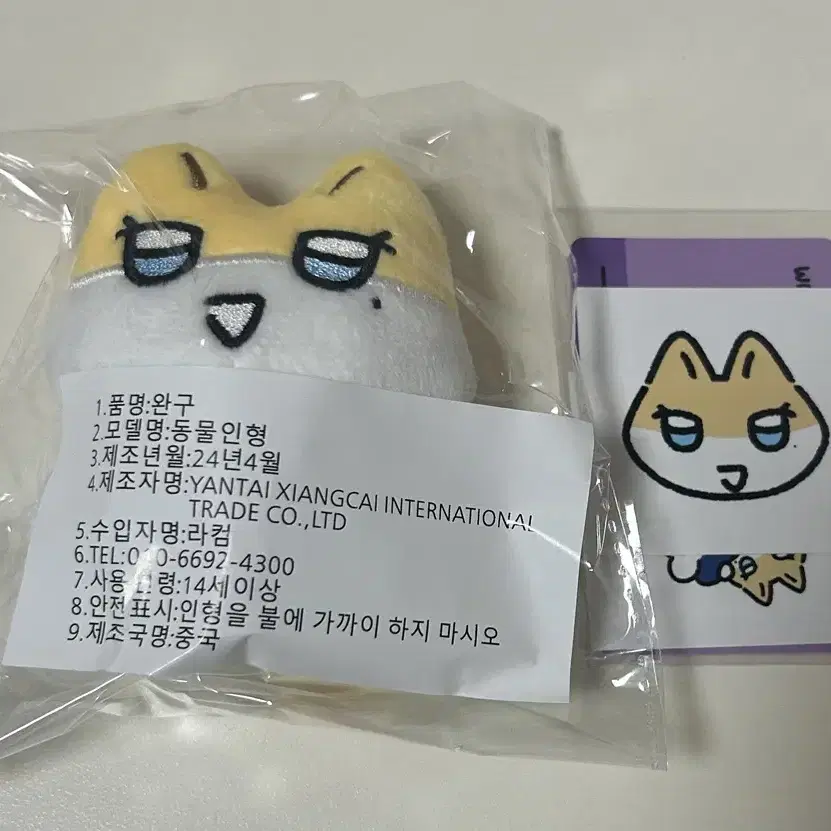 1.품명:완구
2.모델명:동물인형
3.제조년월:24년4월
4.제조자명:YANTAI XIANGCAI INTERNATIONAL
TRADE CO.,LTD
5.수입자명:라컴
6.TEL:010-6692-4300
7.사용연령:14세이상
8.안전표시:인형을 불에 가까이 하지 마시오
9.제조국명:중국